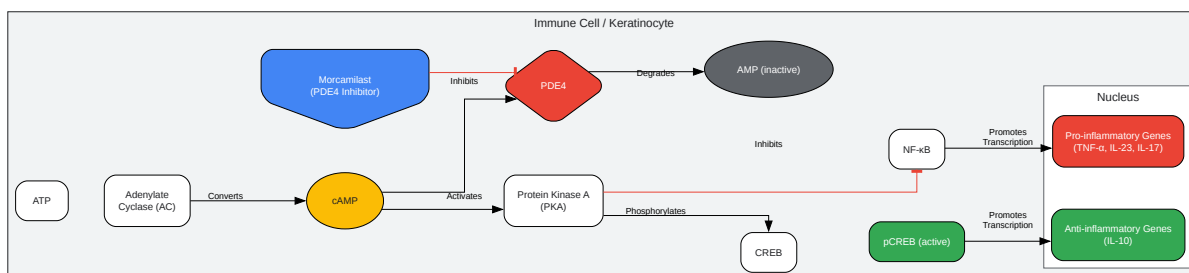 Immune Cell / Keratinocyte
Morcamilast
(PDE4 Inhibitor)
Inhibits
PDE4
Degrades
AMP (inactive)
Nucleus
Inhibits
NF-κB
Promotes
Transcription
Pro-inflammatory Genes
(TNF-α, IL-23, IL-17)
ATP
Adenylate
Cyclase (AC)
Converts
cAMP
Activates
Protein Kinase A
(PKA)
Phosphorylates
CREB
pCREB (active)
Promotes
Transcription
Anti-inflammatory Genes
(IL-10)